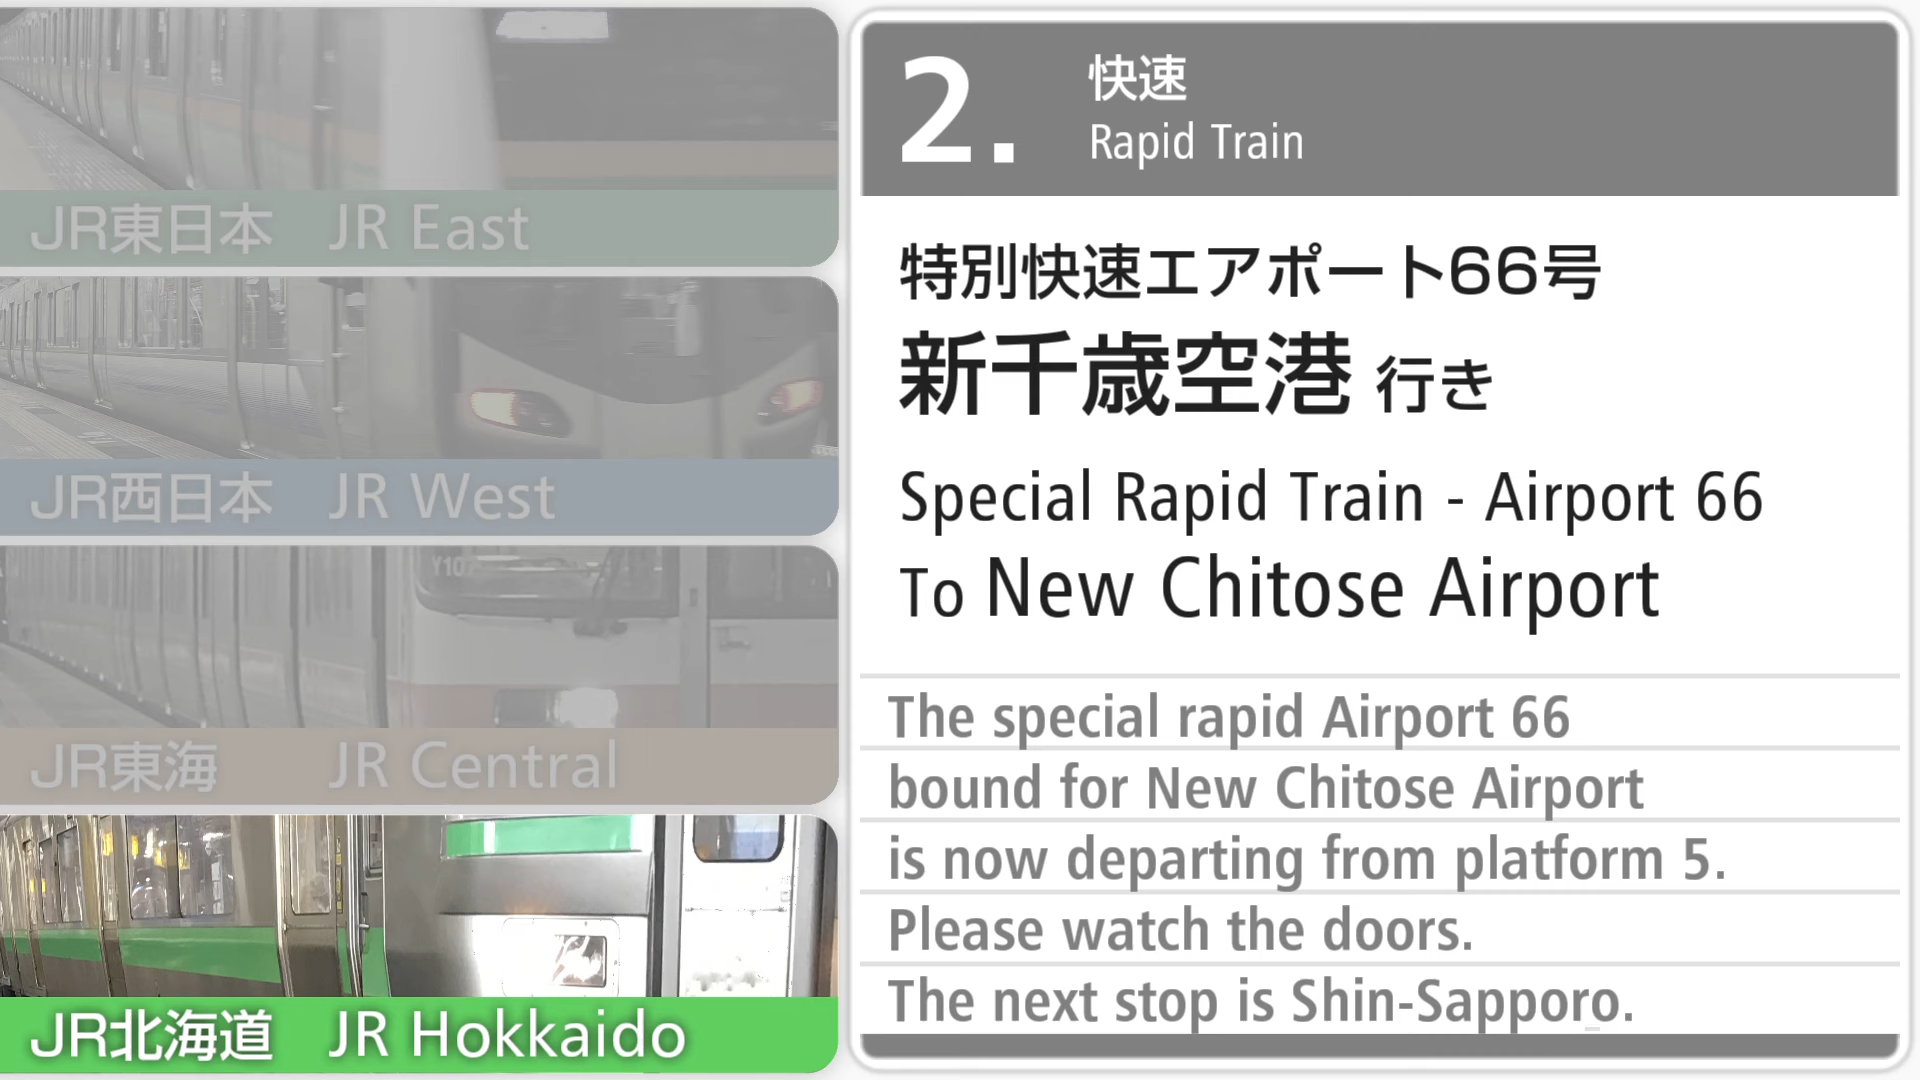 JR東日本 JR East
JR西日本 JR West
Y107
JR東海 JR Central
JR北海道 JR Hokkaido
2. 快速
Rapid Train
特別快速エアポート66号
新千歳空港 行き
Special Rapid Train - Airport 66
To New Chitose Airport
The special rapid Airport 66
bound for New Chitose Airport
is now departing from platform 5.
Please watch the doors.
The next stop is Shin-Sapporo.